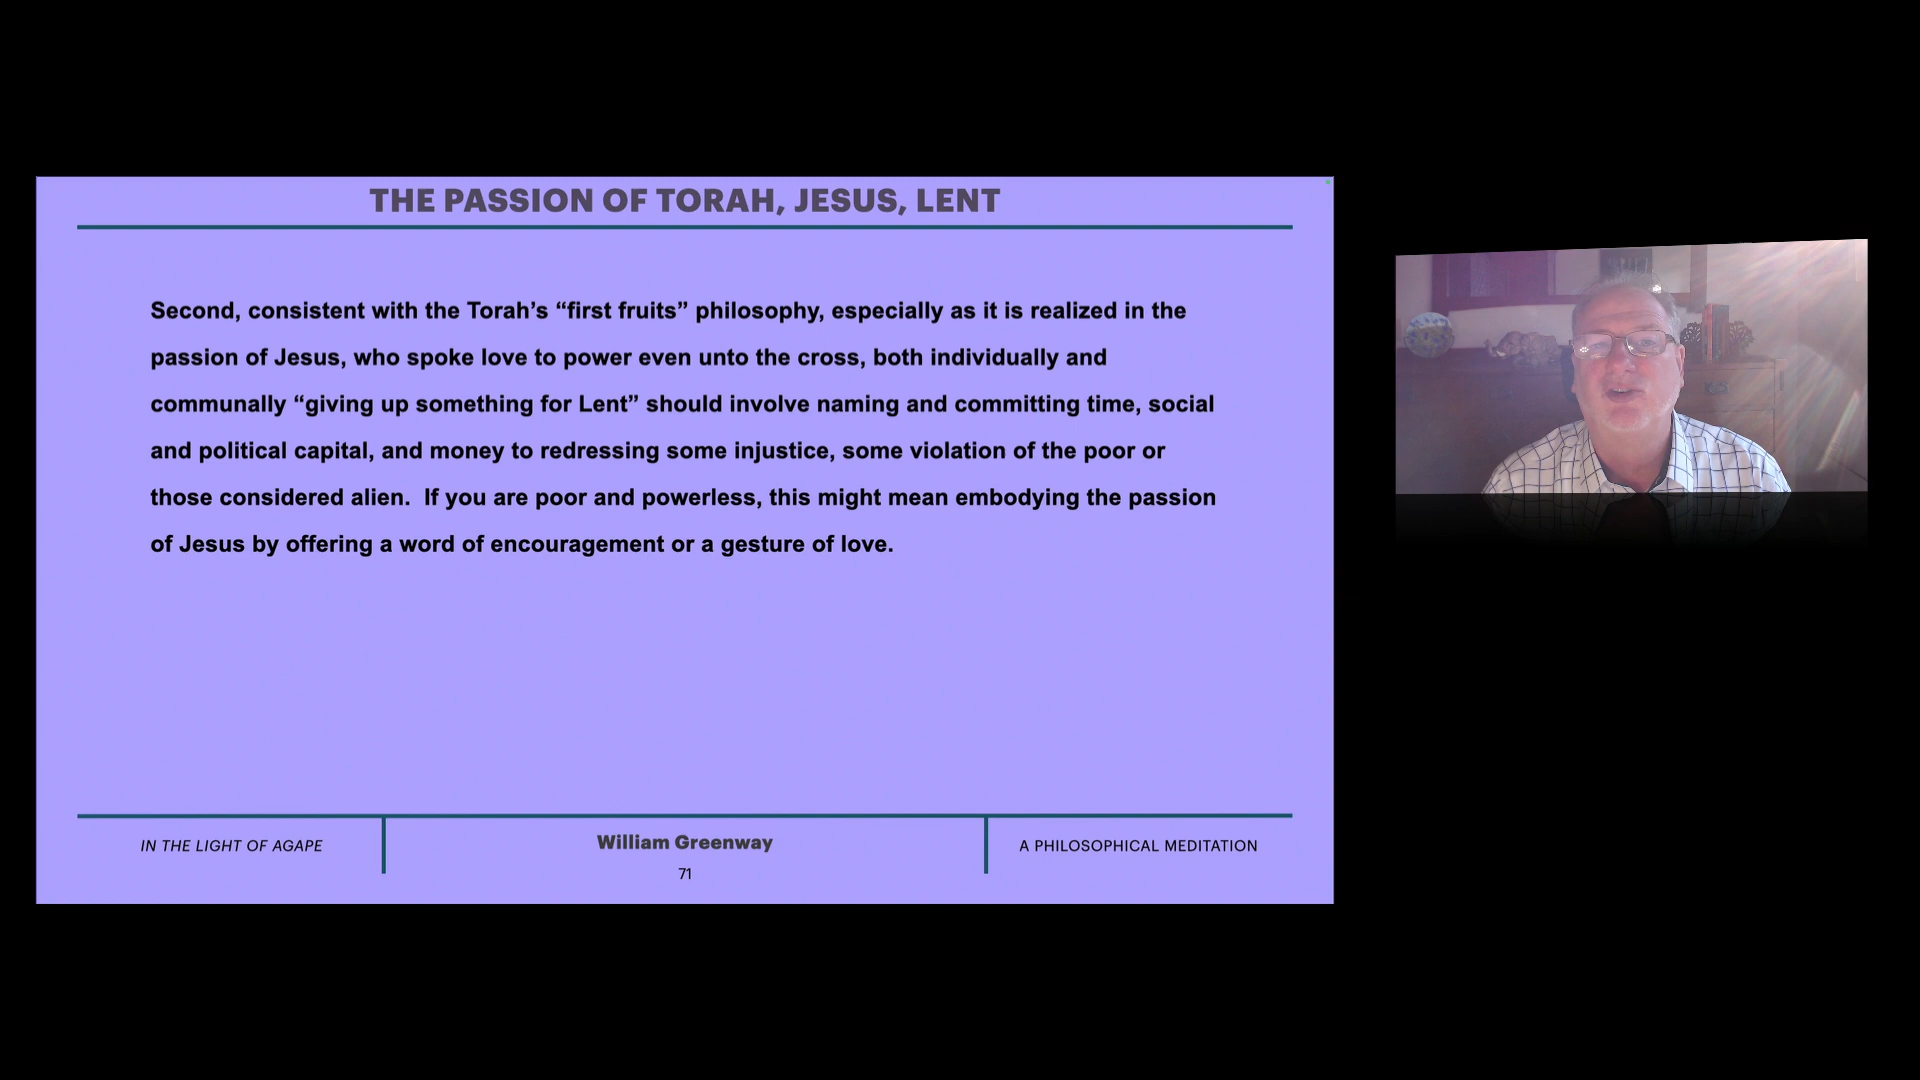 THE PASSION OF TORAH, JESUS, LENT
Second, consistent with the Torah’s “first fruits” philosophy, especially as it is realized in the
passion of Jesus, who spoke love to power even unto the cross, both individually and
communally “giving up something for Lent” should involve naming and committing time, social
and political capital, and money to redressing some injustice, some violation of the poor or
those considered alien.  If you are poor and powerless, this might mean embodying the passion
of Jesus by offering a word of encouragement or a gesture of love.
IN THE LIGHT OF AGAPE
William Greenway
71
A PHILOSOPHICAL MEDITATION